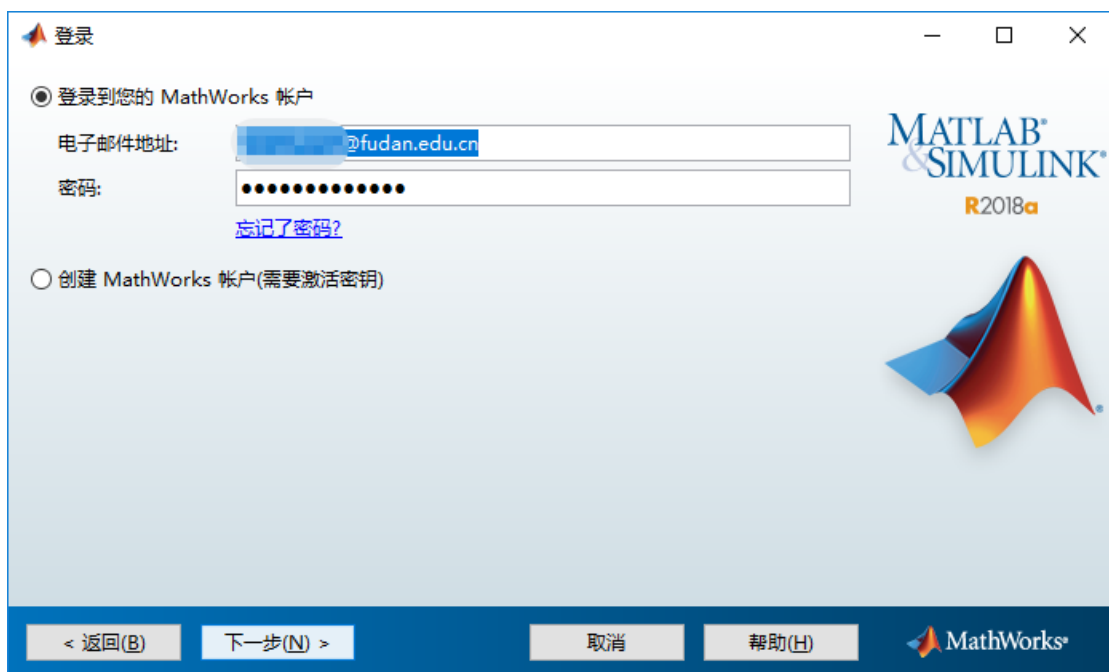 登录
登录到您的 MathWorks 帐户
电子邮件地址:
@fudan.edu.cn
密码:
●●●●●●●●●●●●●
忘记了密码?
创建 MathWorks 帐户(需要激活密钥)
MATLAB®
&SIMULINK®
R2018a
®
< 返回(B)
下一步(N) >
取消
帮助(H)
MathWorks®